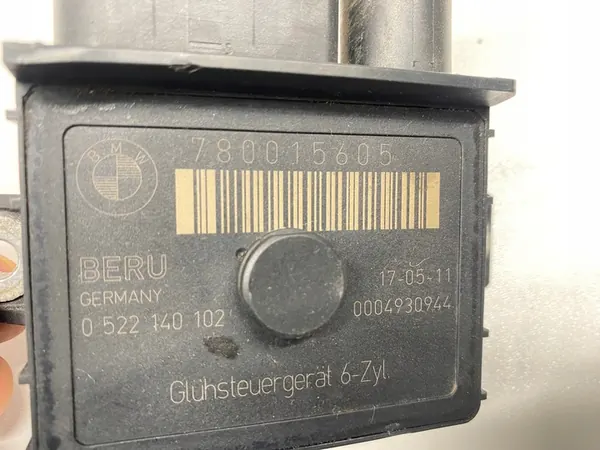 BMW
780015605
BERU
GERMANY
0 522 140 102
17-05-11
0004930944
Glühsteuergerät 6-Zyl.